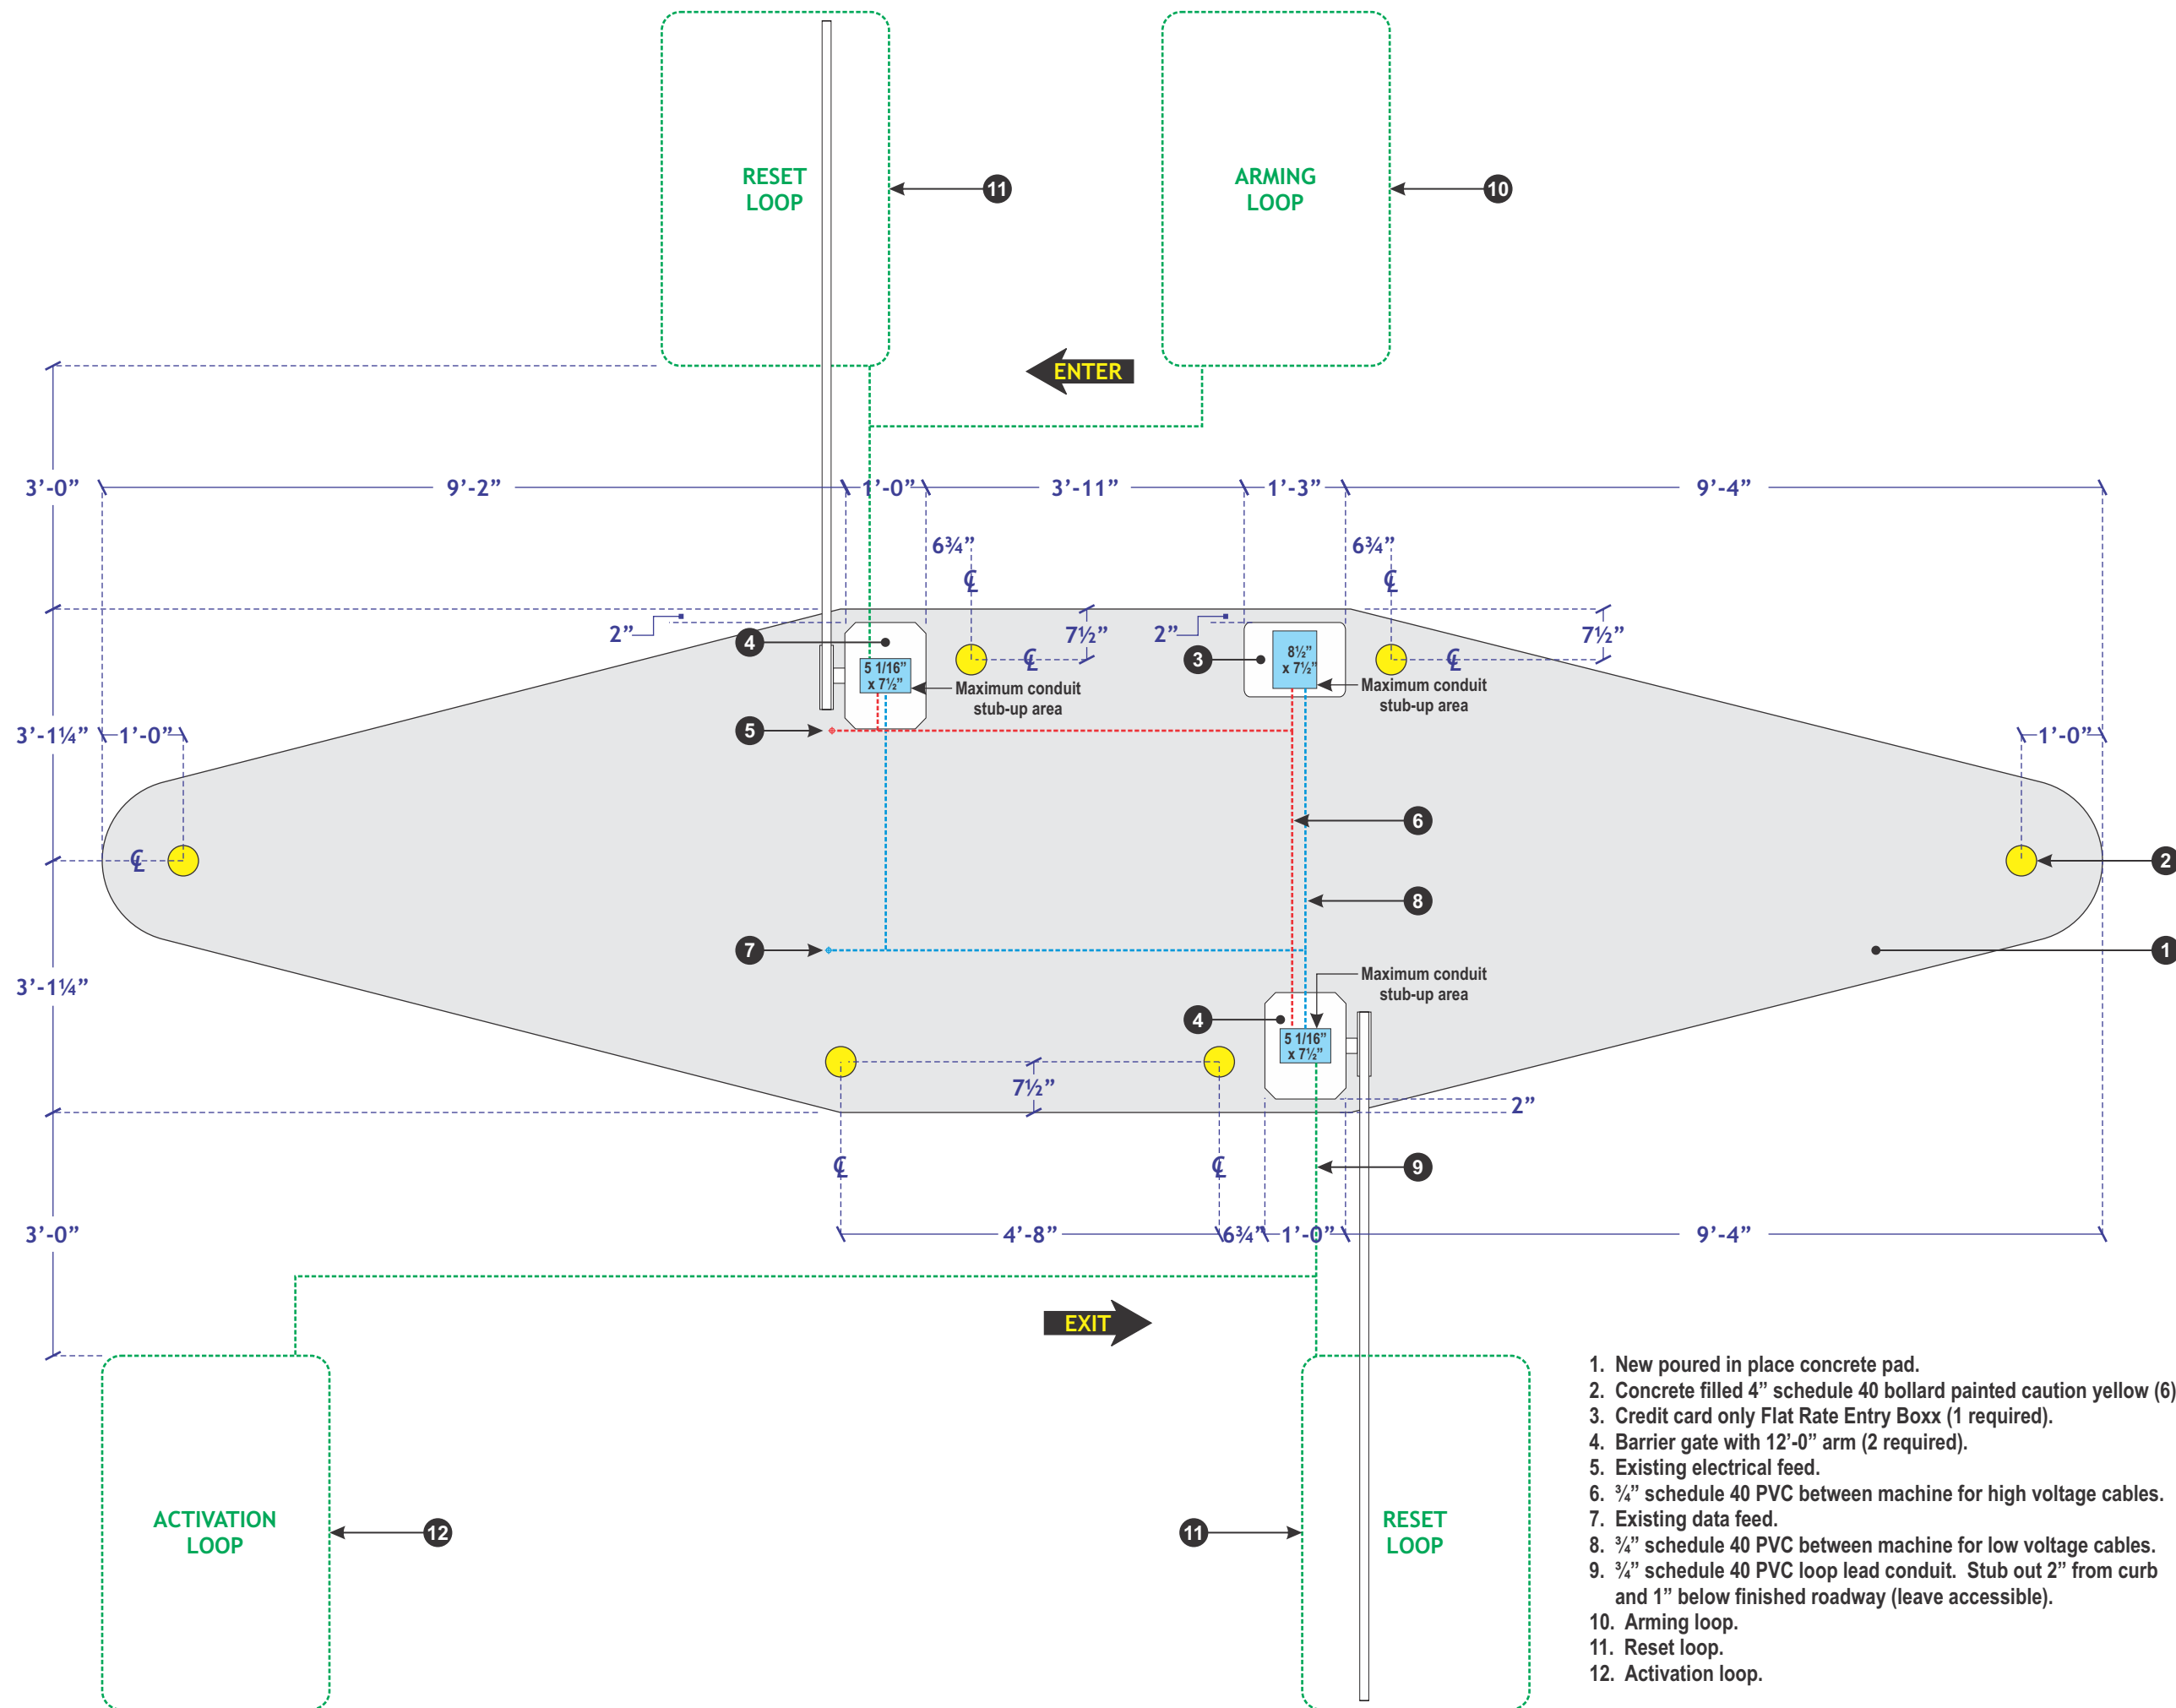 RESET
LOOP
11
ARMING
LOOP
10
ENTER
3’-0”
9’-2”
1’-0”
3’-11”
1’-3”
9’-4”
6¾”
6¾”
℄
℄
2”
4
5 1/16”
x 7½”
Maximum conduit
stub-up area
℄
7½”
2”
3
8½”
x 7½”
Maximum conduit
stub-up area
℄
7½”
5
3’-1¼”
1’-0”
1’-0”
6
℄
2
8
7
1
3’-1¼”
Maximum conduit
stub-up area
4
5 1/16”
x 7½”
7½”
2”
℄
℄
9
3’-0”
4’-8”
6¾”
1’-0”
9’-4”
EXIT
ACTIVATION
LOOP
12
11
RESET
LOOP
1. New poured in place concrete pad.
2. Concrete filled 4” schedule 40 bollard painted caution yellow (6)
3. Credit card only Flat Rate Entry Boxx (1 required).
4. Barrier gate with 12’-0” arm (2 required).
5. Existing electrical feed.
6. ¾” schedule 40 PVC between machine for high voltage cables.
7. Existing data feed.
8. ¾” schedule 40 PVC between machine for low voltage cables.
9. ¾” schedule 40 PVC loop lead conduit. Stub out 2” from curb
and 1” below finished roadway (leave accessible).
10. Arming loop.
11. Reset loop.
12. Activation loop.